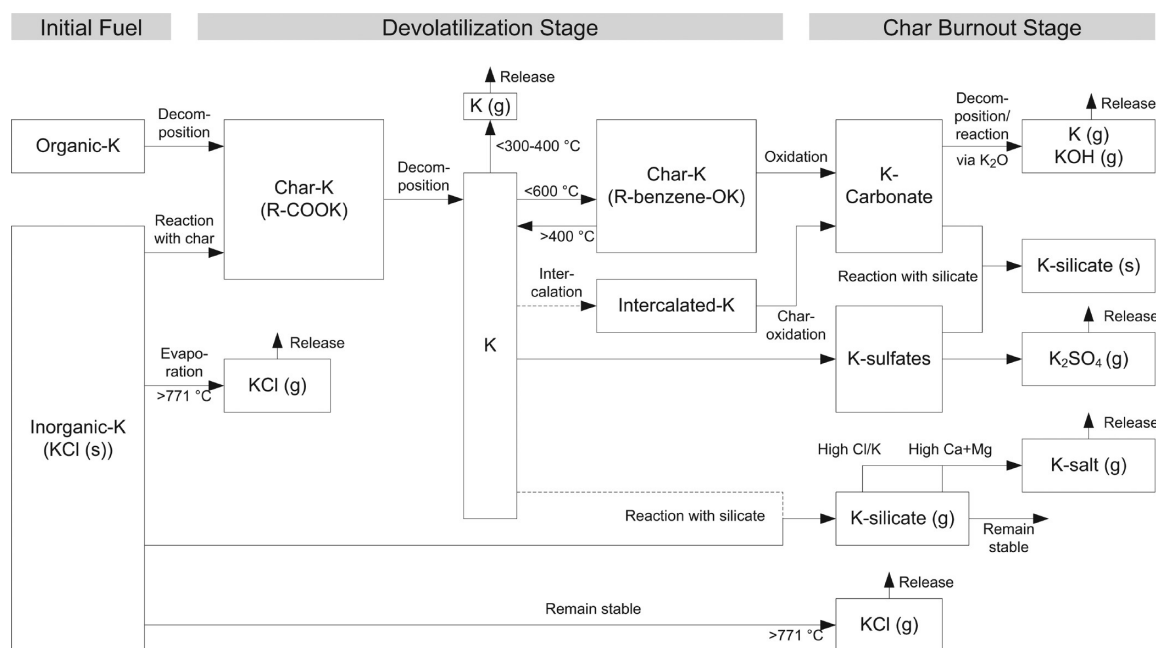 Initial Fuel
Devolatilization Stage
Char Burnout Stage
Organic-K
Decom-
position
Char-K
(R-COOK)
Reaction
with char
Decom-
position
Release
K (g)
<300-400 °C
<600 °C
>400 °C
Char-K
(R-benzene-OK)
Oxidation
K-
Carbonate
Decom-
position/
reaction
via K₂O
Release
K (g)
KOH (g)
Inter-
calation
Intercalated-K
Char-
oxidation
Reaction with silicate
K-silicate (s)
K
K-sulfates
Release
K₂SO₄ (g)
Inorganic-K
(KCl (s))
Evapo-
ration
>771 °C
Release
KCl (g)
High Cl/K
High Ca+Mg
Release
K-salt (g)
Reaction with silicate
K-silicate (g)
Remain
stable
Remain stable
>771 °C
Release
KCl (g)